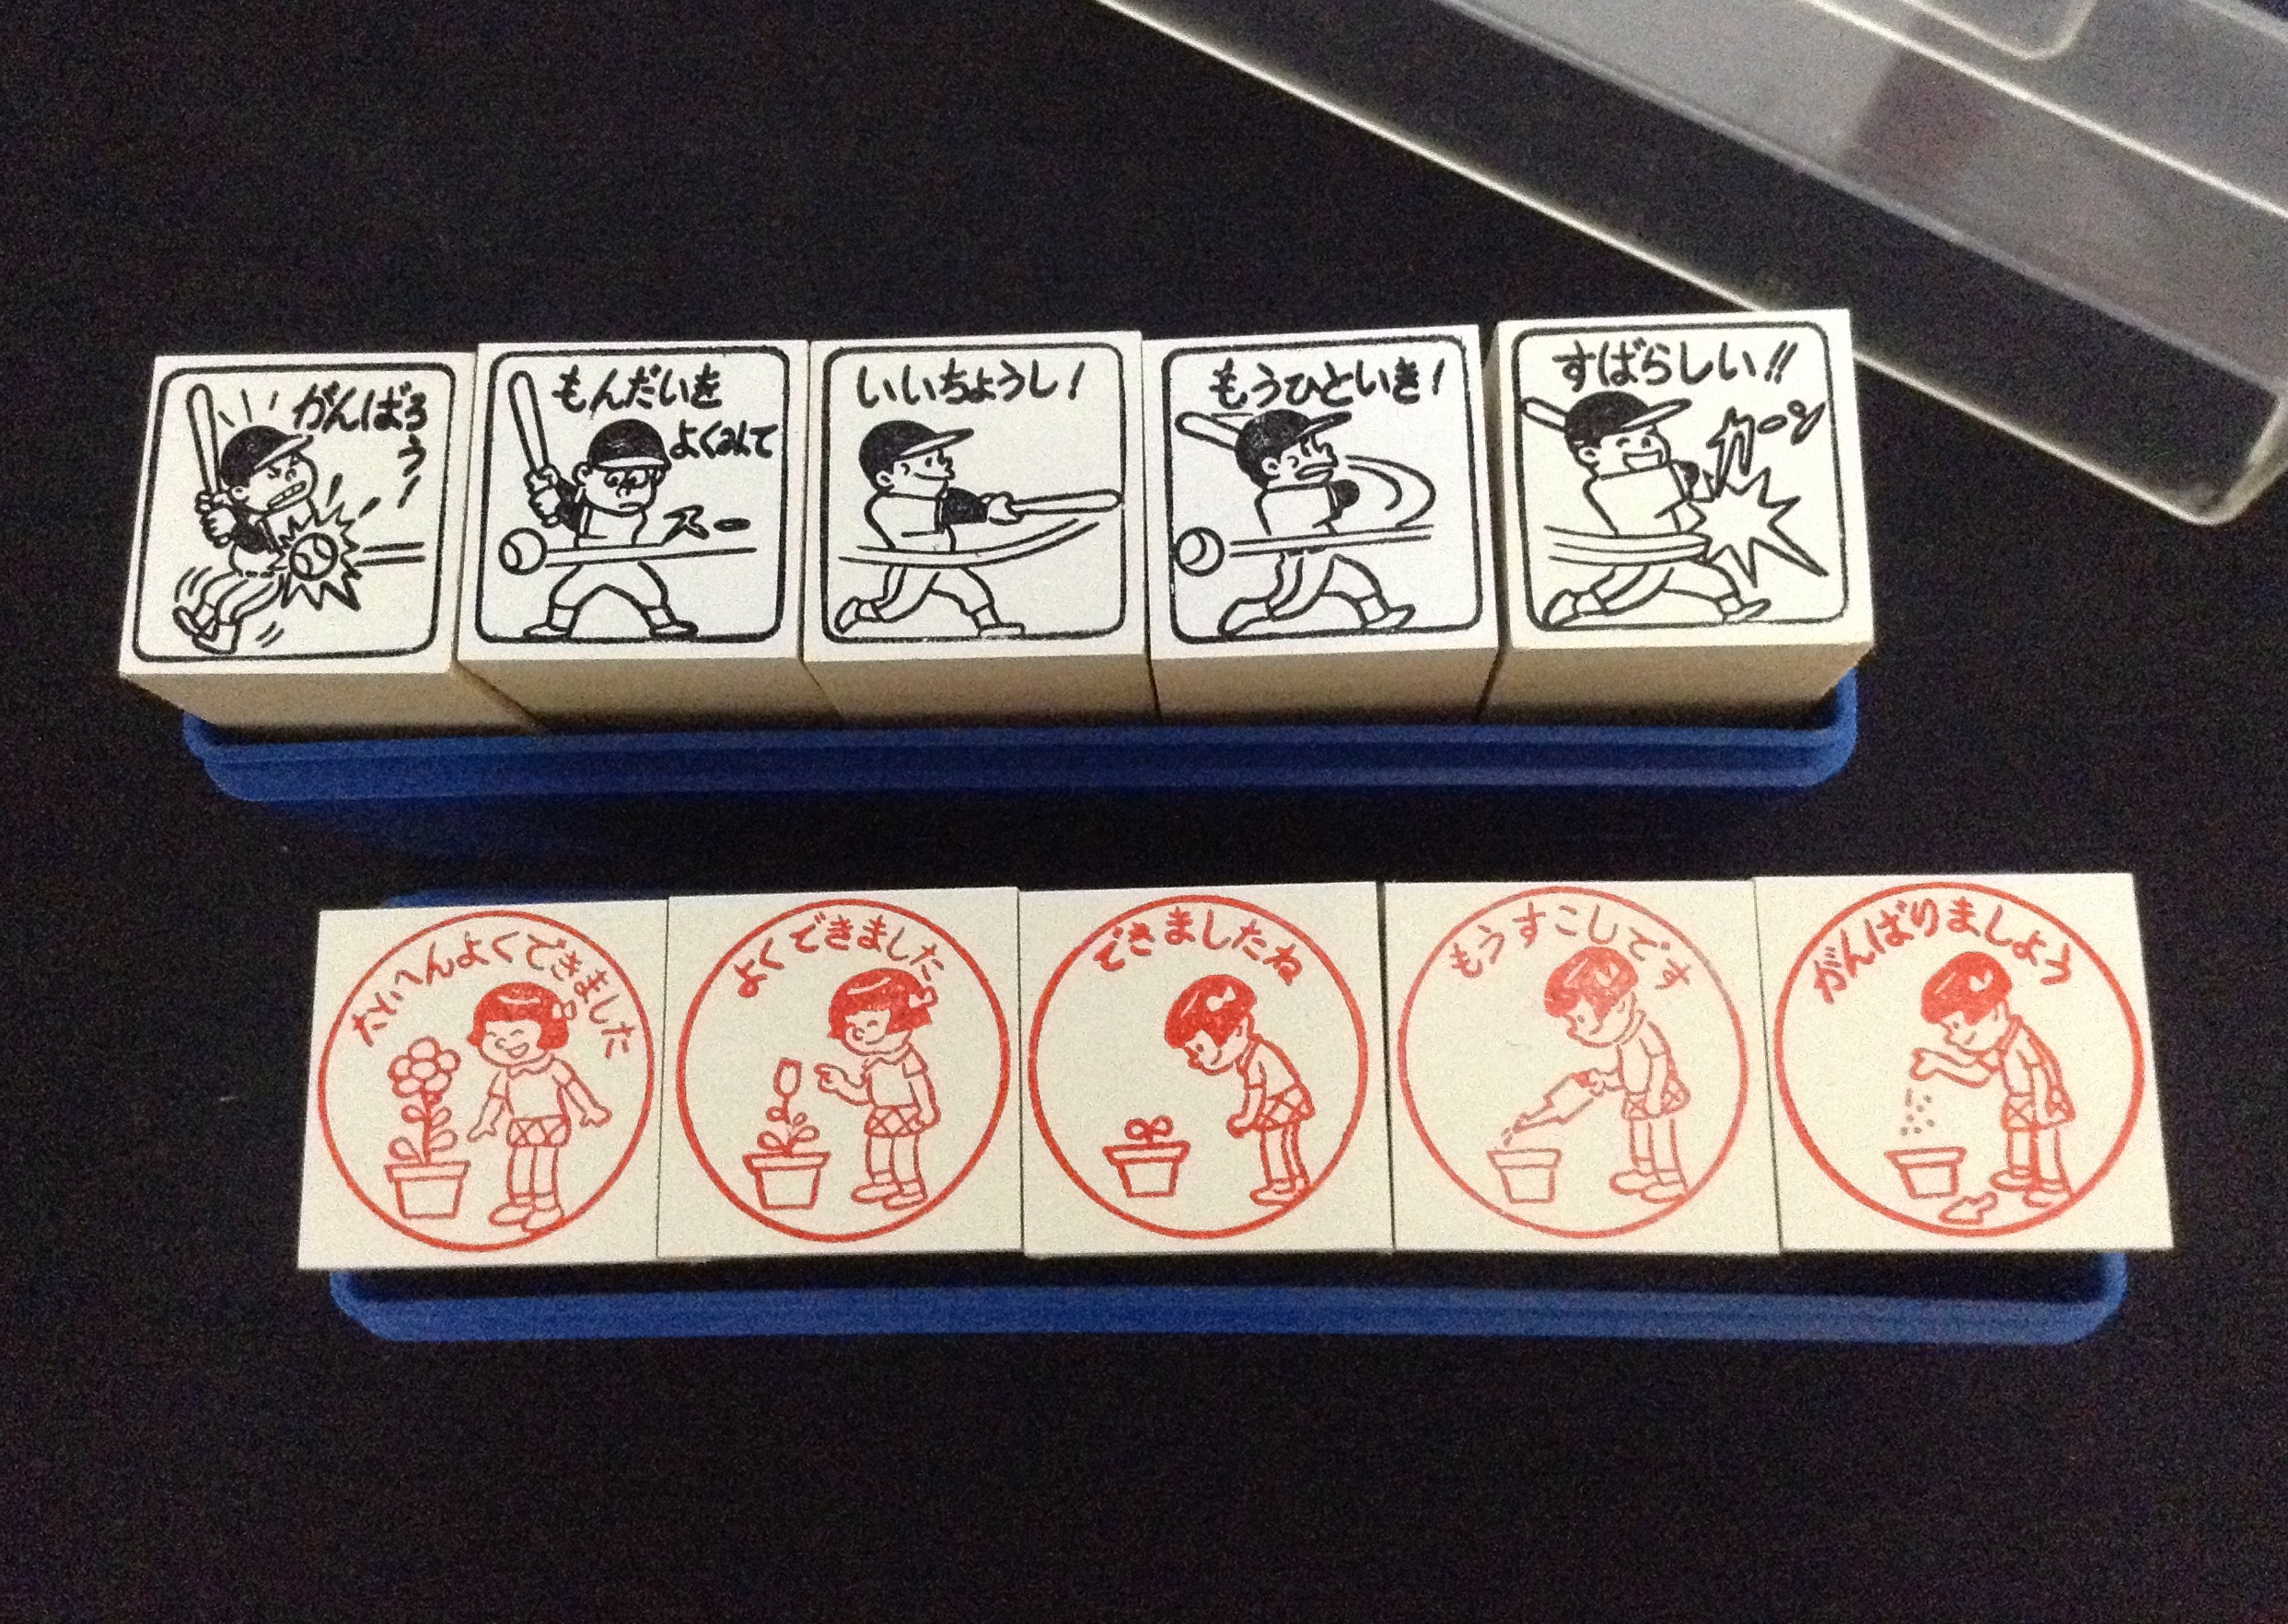 がんばろ
う!
もんだいを
よくみて
スー
いいちょうし!
もうひといき!
すばらしい!!
カーン
たいへんよくできました
よくできました
できましたね
もうすこしです
がんばりましょう